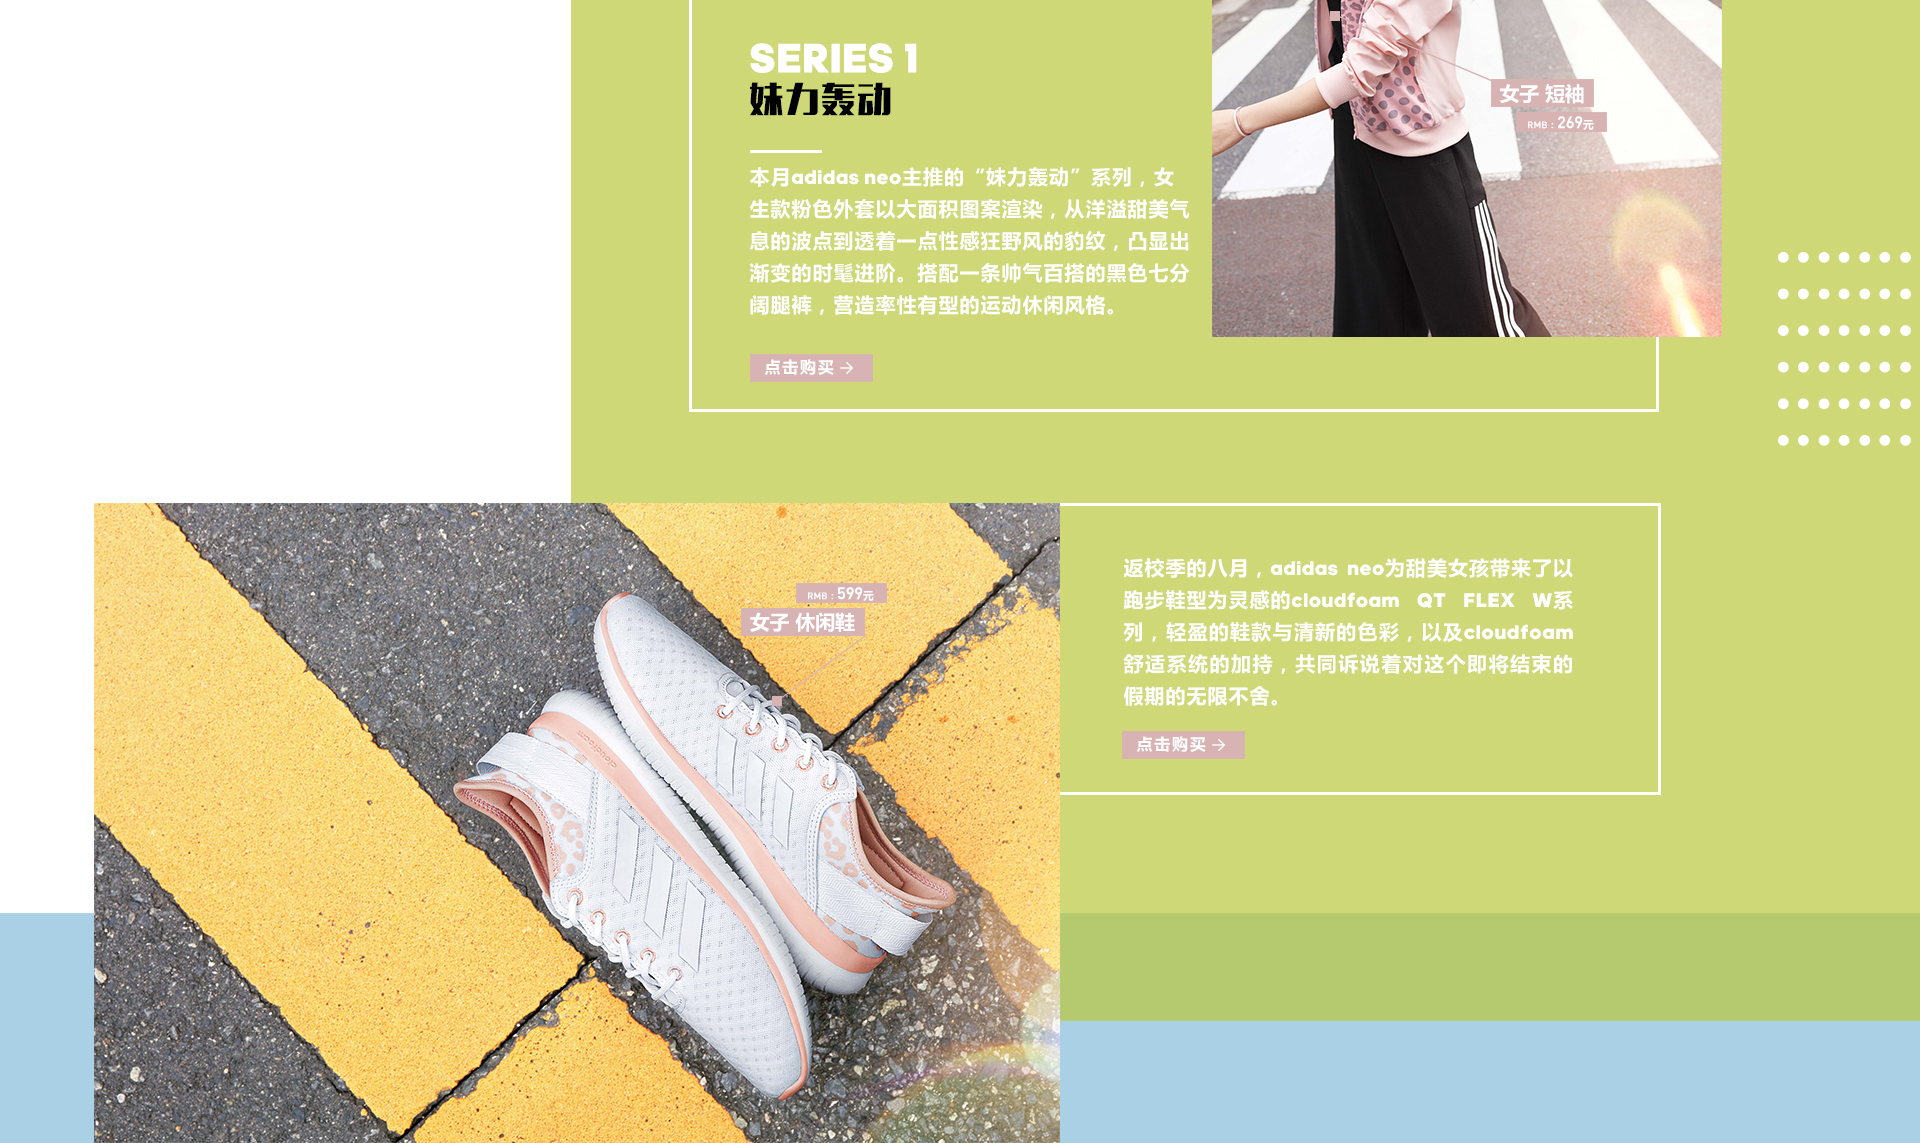 SERIES 1
妹力轰动
本月adidas neo主推的“妹力轰动”系列，女
生款粉色外套以大面积图案渲染，从洋溢甜美气
息的波点到透着一点性感狂野风的豹纹，凸显出
渐变的时髦进阶。搭配一条帅气百搭的黑色七分
阔腿裤，营造率性有型的运动休闲风格。
点击购买→
女子 短袖
RMB：269元
RMB：599元
女子 休闲鞋
返校季的八月，adidas neo为甜美女孩带来了以
跑步鞋型为灵感的cloudfoam QT FLEX W系
列，轻盈的鞋款与清新的色彩，以及cloudfoam
舒适系统的加持，共同诉说着对这个即将结束的
假期的无限不舍。
点击购买→
cloudfoam